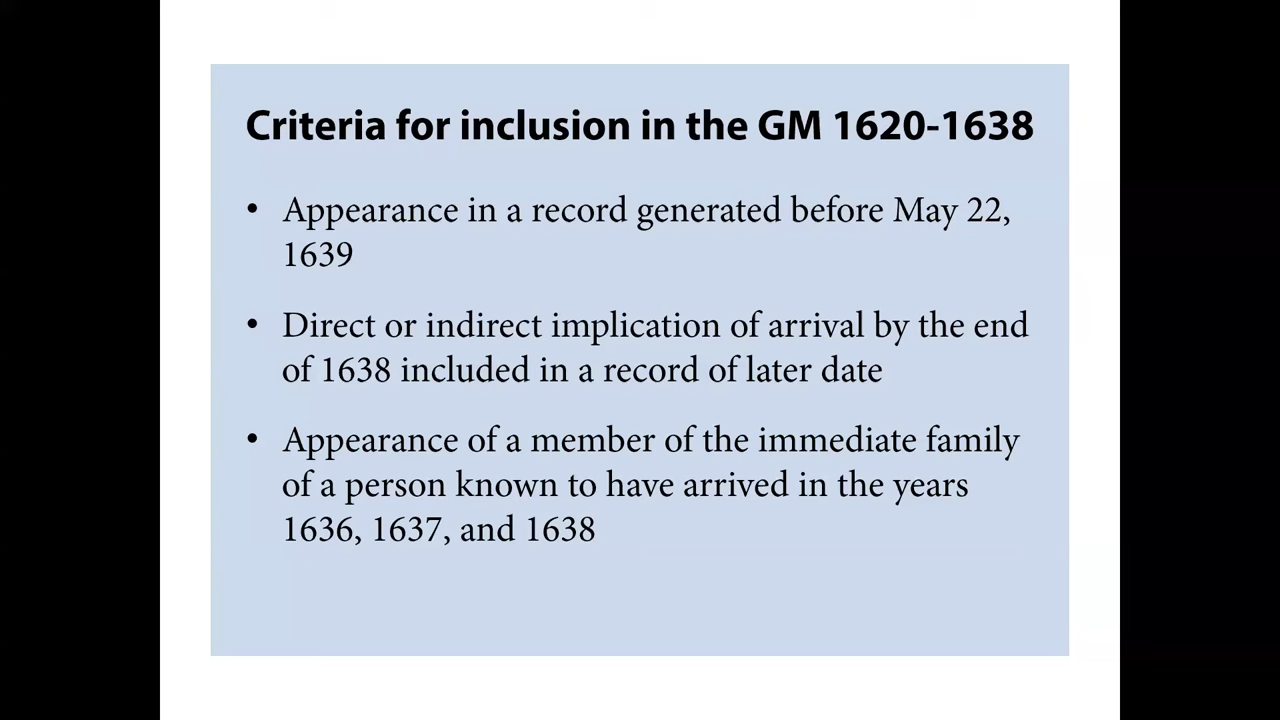 Criteria for inclusion in the GM 1620-1638
• Appearance in a record generated before May 22,
1639
• Direct or indirect implication of arrival by the end
of 1638 included in a record of later date
• Appearance of a member of the immediate family
of a person known to have arrived in the years
1636, 1637, and 1638